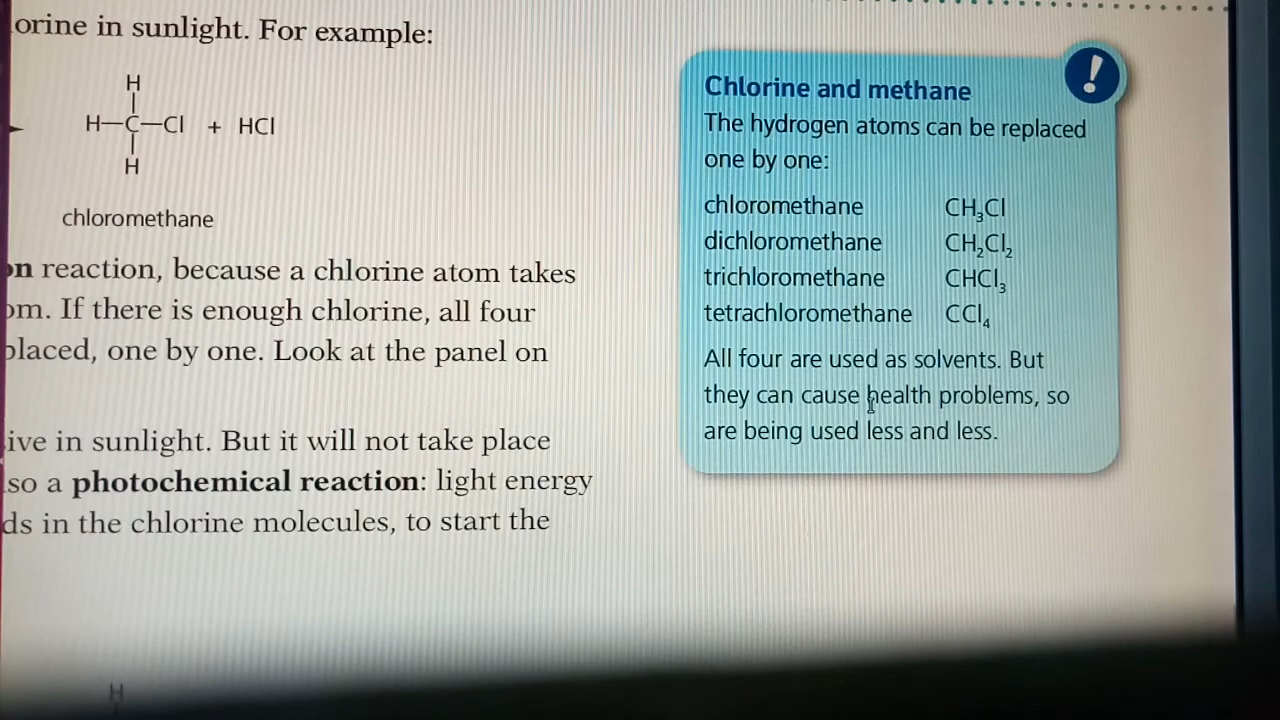 orine in sunlight. For example:
H
H—C—Cl + HCl
H
chloromethane
on reaction, because a chlorine atom takes
om. If there is enough chlorine, all four
placed, one by one. Look at the panel on
ive in sunlight. But it will not take place
so a photochemical reaction: light energy
ds in the chlorine molecules, to start the
H
!
Chlorine and methane
The hydrogen atoms can be replaced
one by one:
chloromethane CH₃Cl
dichloromethane CH₂Cl₂
trichloromethane CHCl₃
tetrachloromethane CCl₄
All four are used as solvents. But
they can cause health problems, so
are being used less and less.